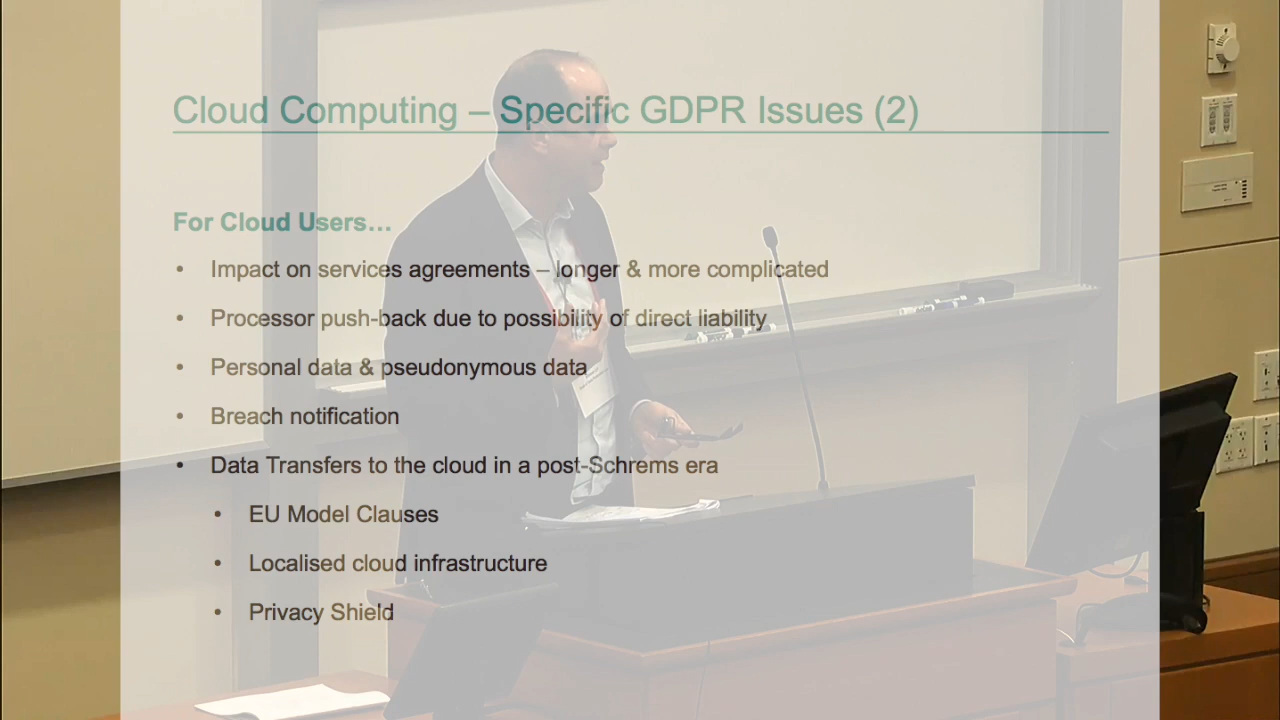 Cloud Computing – Specific GDPR Issues (2)
For Cloud Users…
• Impact on services agreements – longer & more complicated
• Processor push-back due to possibility of direct liability
• Personal data & pseudonymous data
• Breach notification
• Data Transfers to the cloud in a post-Schrems era
• EU Model Clauses
• Localised cloud infrastructure
• Privacy Shield